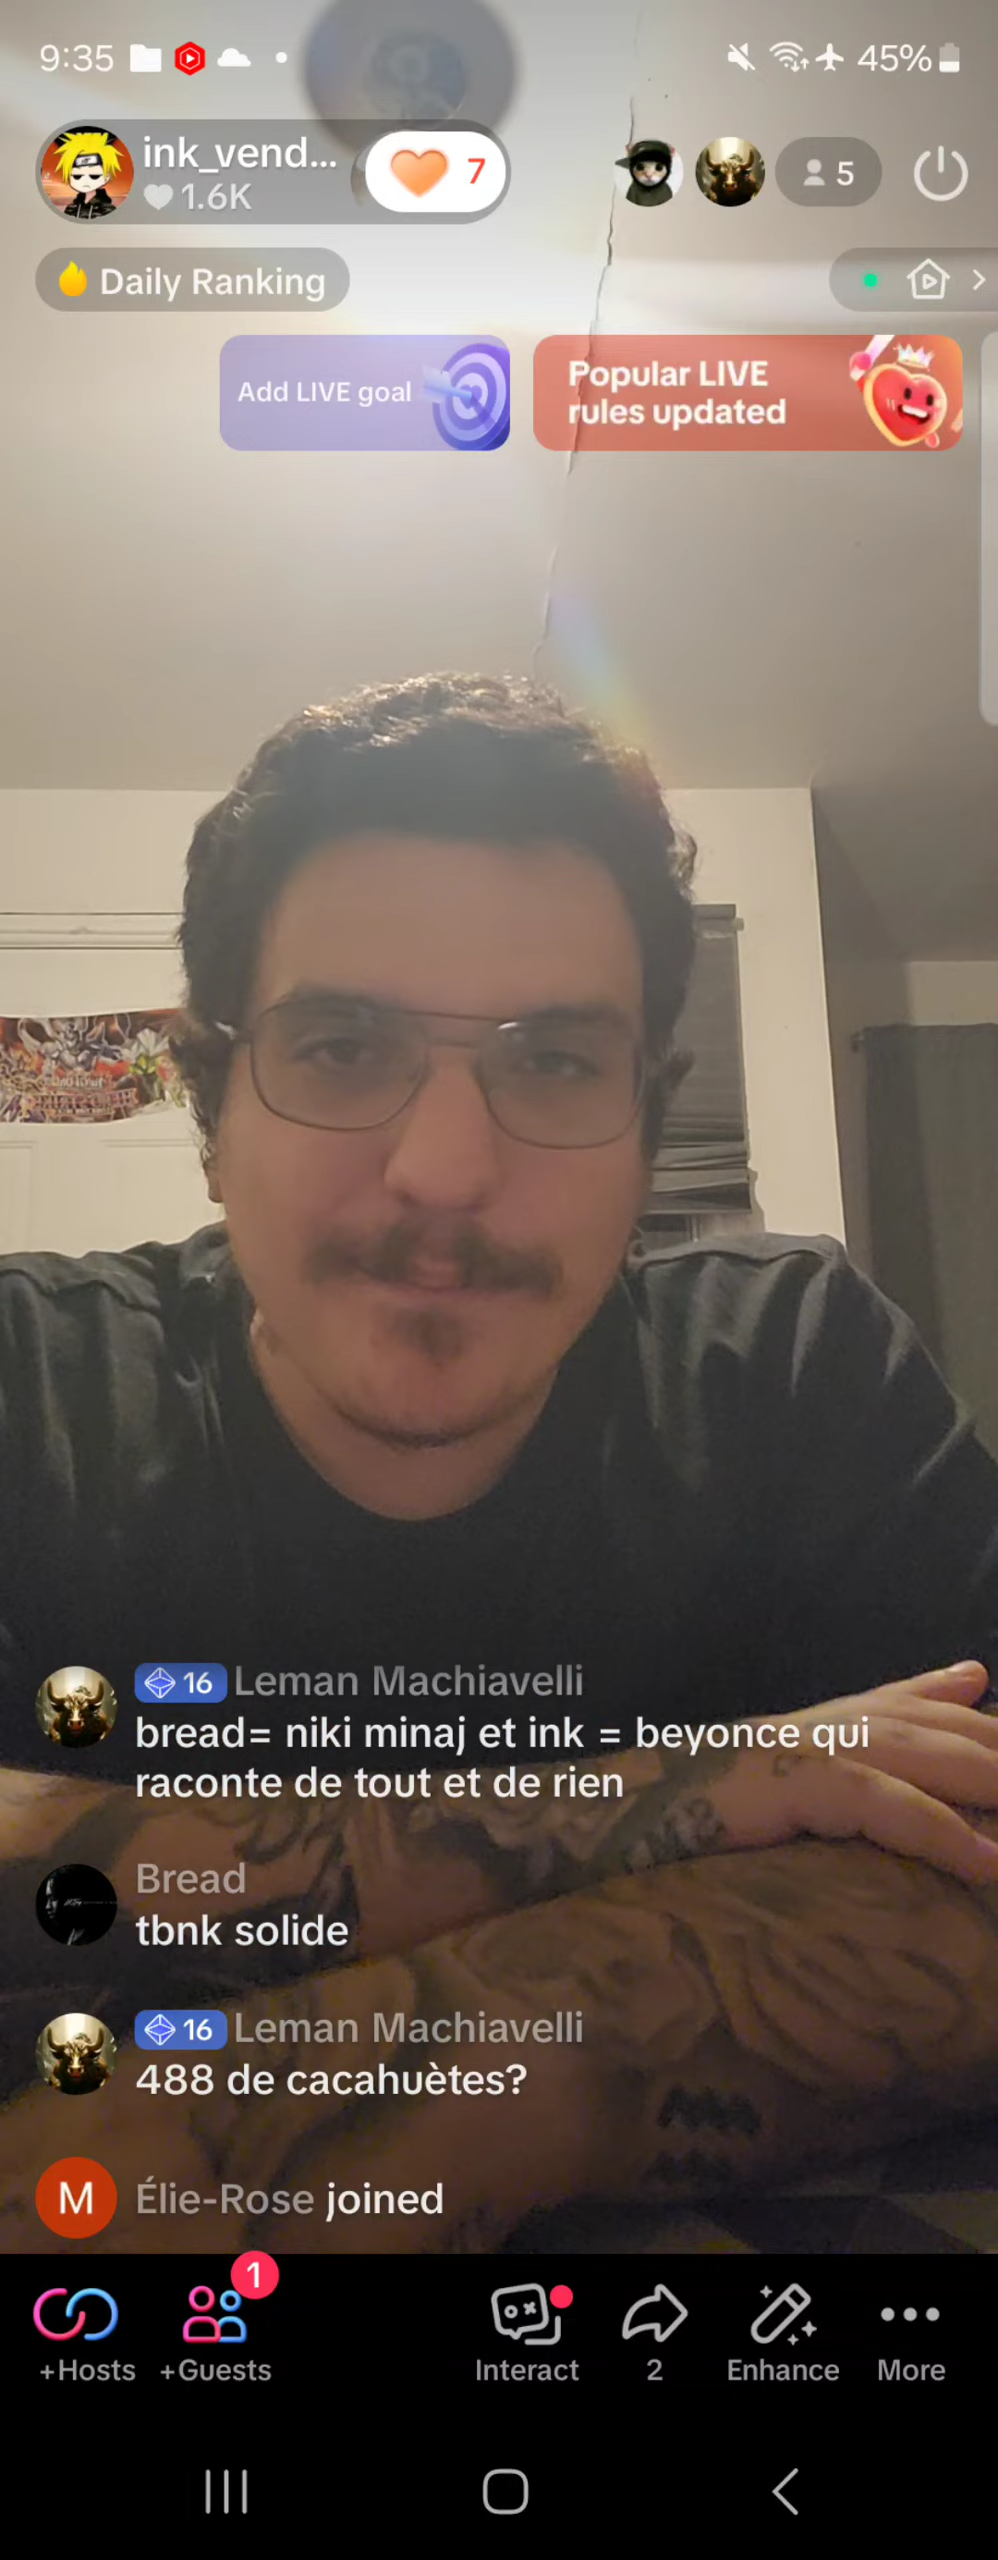 9:35
45%
ink_vend...
1.6K
7
5
Daily Ranking
Add LIVE goal
Popular LIVE
rules updated
16 Leman Machiavelli
bread= niki minaj et ink = beyonce qui
raconte de tout et de rien
Bread
tbnk solide
16 Leman Machiavelli
488 de cacahuètes?
M
Élie-Rose joined
1
+Hosts
+Guests
Interact
2
Enhance
More